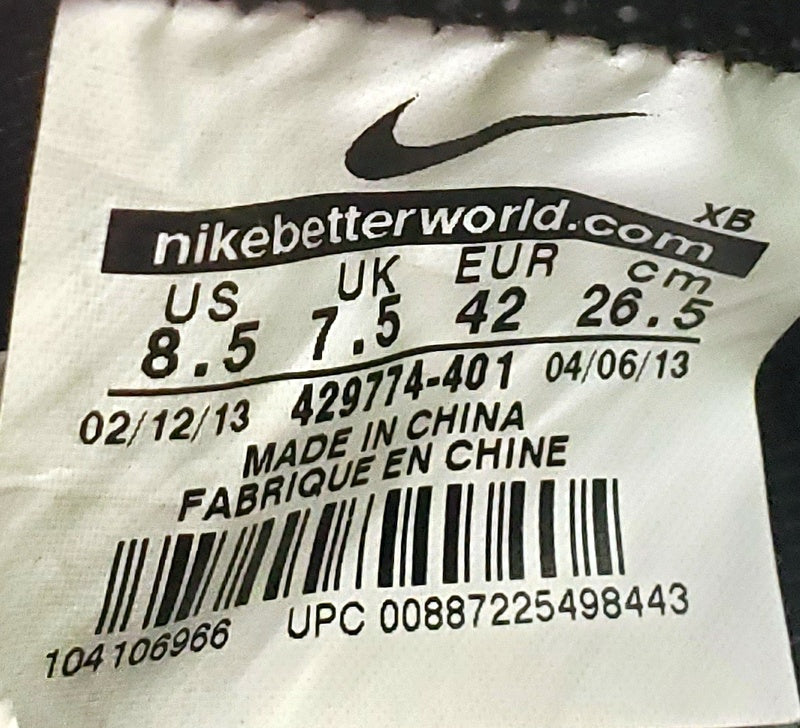 nikebetterworld.com XB
US UK EUR cm
8.5 7.5 42 26.5
02/12/13 429774-401 04/06/13
MADE IN CHINA
FABRIQUE EN CHINE
104106966 UPC 00887225498443